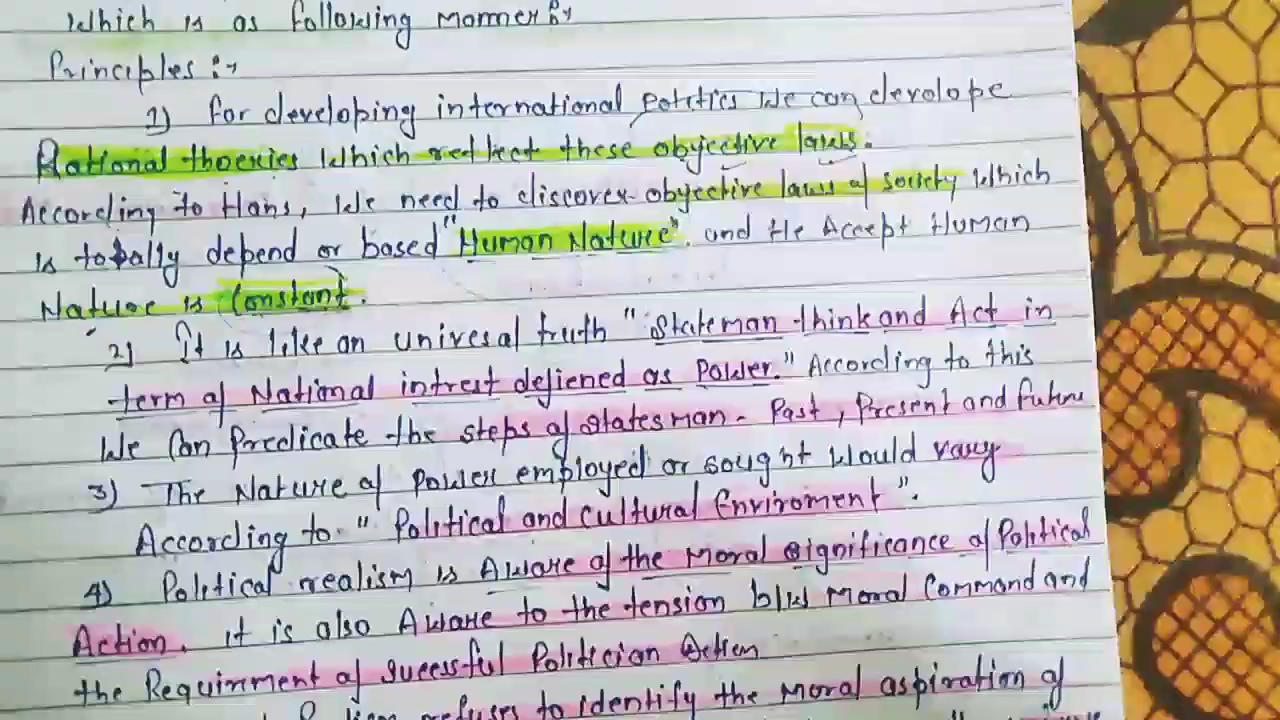 Which is as following manner:-
Principles :-
1) For developing international politics We can devolope
Rational thoeries Which reflect these obyective laws.
According to Hans, We need to discover obyective laws of society Which
is totally depend or based "Human Nature". and He Accept Human
Nature is Constant.
2) It is like an univesal truth "Stateman think and Act in
term of National intrest defiened as Power." According to this
We Can Predicate the steps of statesman - Past, Present and future
3) The Nature of Power employed or sought Would vary
According to "Political and cultural Enviroment".
4) Political realism is Aware of the Moral significance of Political
Action. it is also Aware to the tension b/w Moral Command and
the Requirment of sucessful Politician Action
refuses to identify the Moral aspiration of